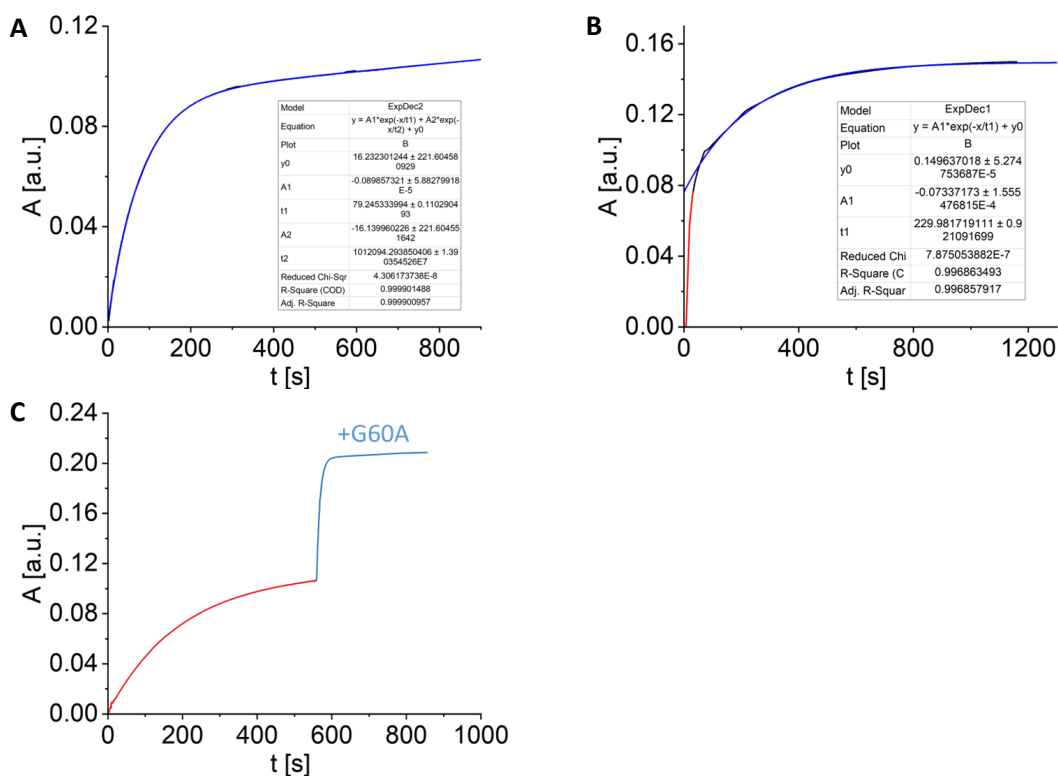 A
0.12
0.08
0.04
0.00
A [a.u.]
0
200
400
600
800
t [s]
Model ExpDec2
Equation y = A1*exp(-x/t1) + A2*exp(-
x/t2) + y0
Plot B
y0 16.232301244 ± 221.60458
0929
A1 -0.089857321 ± 5.88279918
E-5
t1 79.245333994 ± 0.1102904
93
A2 -16.139960226 ± 221.60455
1642
t2 1012094.293850406 ± 1.39
0354526E7
Reduced Chi-Sqr 4.306173738E-8
R-Square (COD) 0.999901488
Adj. R-Square 0.999900957
B
0.16
0.12
0.08
0.04
0.00
A [a.u.]
0
400
800
1200
t [s]
Model ExpDec1
Equation y = A1*exp(-x/t1) + y0
Plot B
y0 0.149637018 ± 5.274
753687E-5
A1 -0.07337173 ± 1.555
476815E-4
t1 229.981719111 ± 0.9
21091699
Reduced Chi 7.875053882E-7
R-Square (C 0.996863493
Adj. R-Squar 0.996857917
C
0.24
0.20
0.16
0.12
0.08
0.04
0.00
A [a.u.]
+G60A
0
200
400
600
800
1000
t [s]